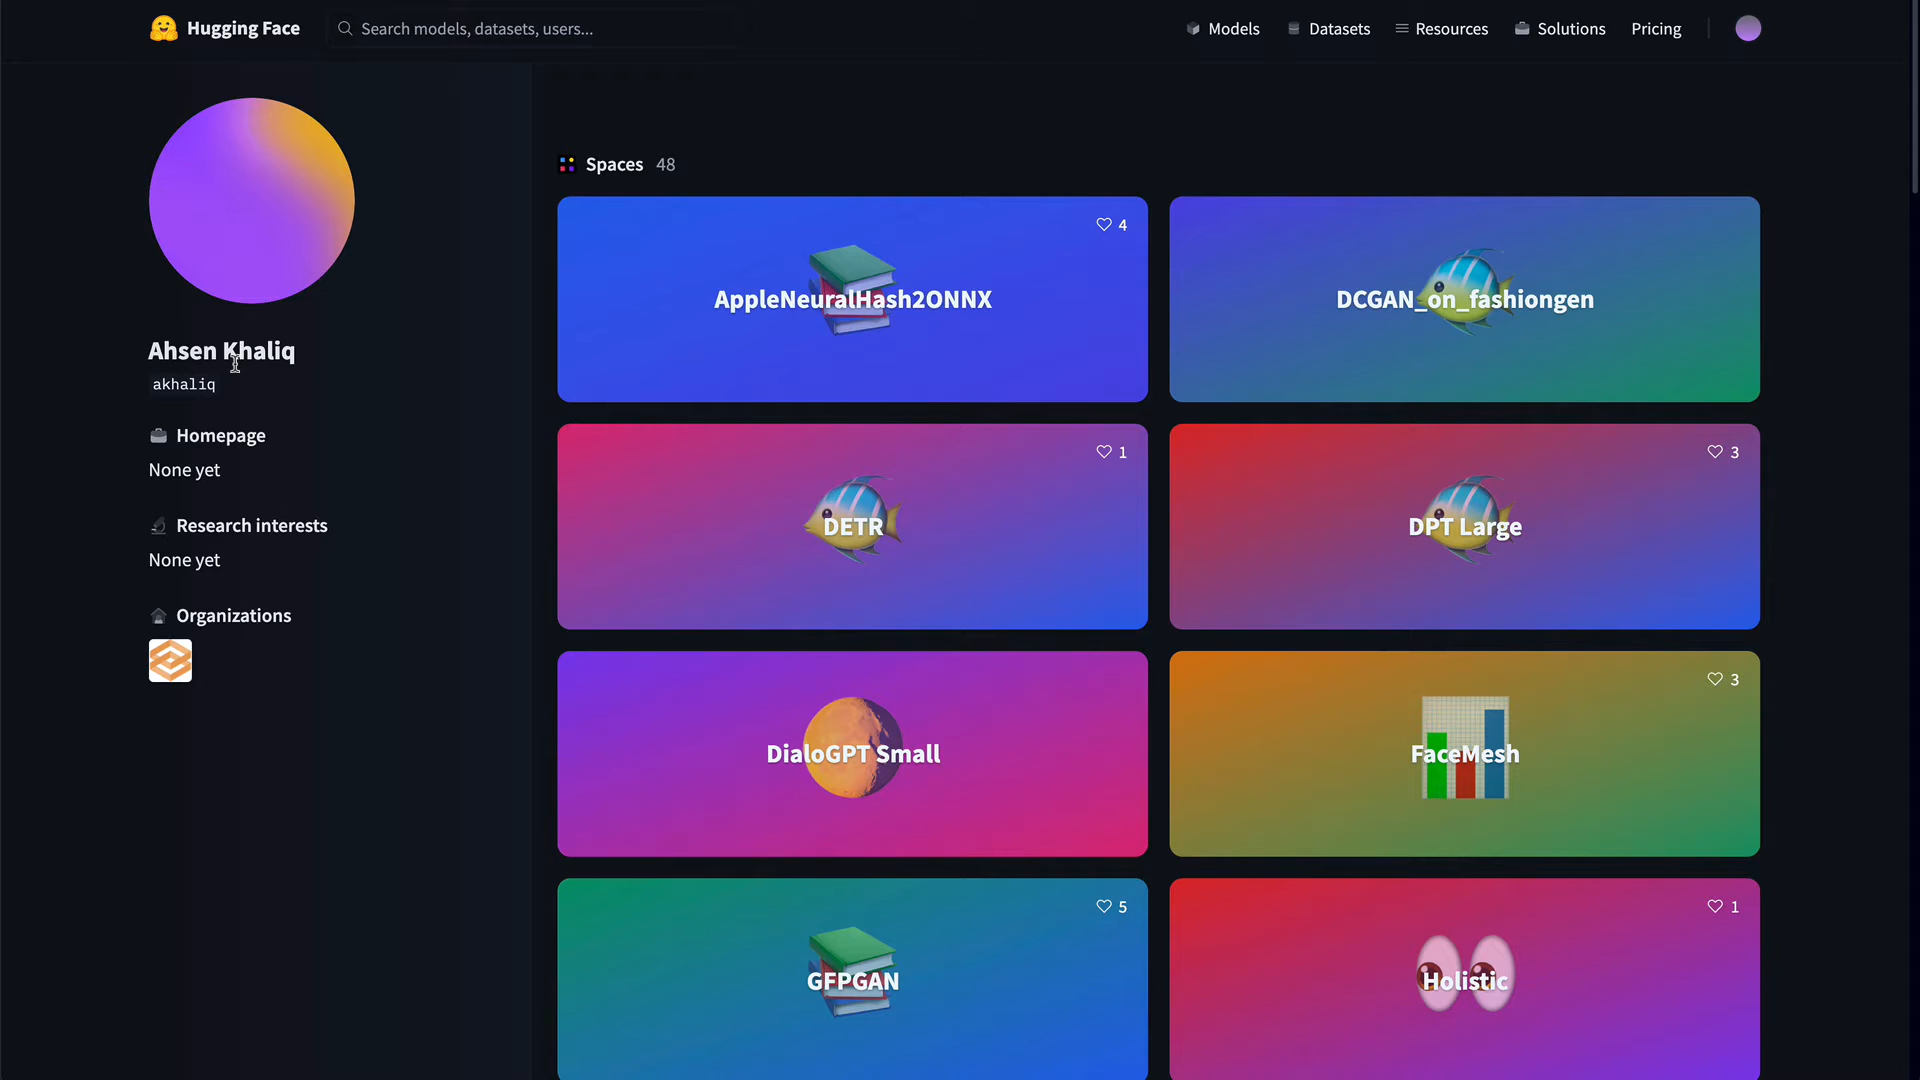 Hugging Face
Search models, datasets, users...
Models
Datasets
Resources
Solutions
Pricing
Ahsen Khaliq
akhaliq
Homepage
None yet
Research interests
None yet
Organizations
Spaces 48
4
AppleNeuralHash2ONNX
DCGAN_on_fashiongen
1
DETR
3
DPT Large
DialoGPT Small
3
FaceMesh
5
GFPGAN
1
Holistic